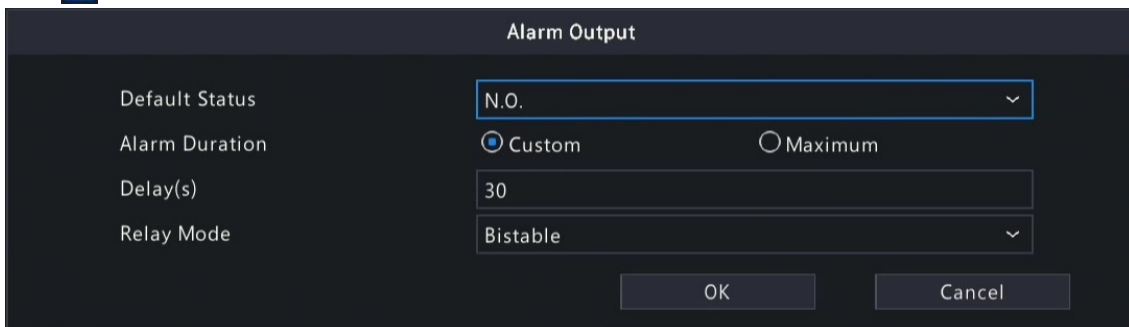 Alarm Output
Default Status N.O.
Alarm Duration Custom Maximum
Delay(s) 30
Relay Mode Bistable
OK Cancel